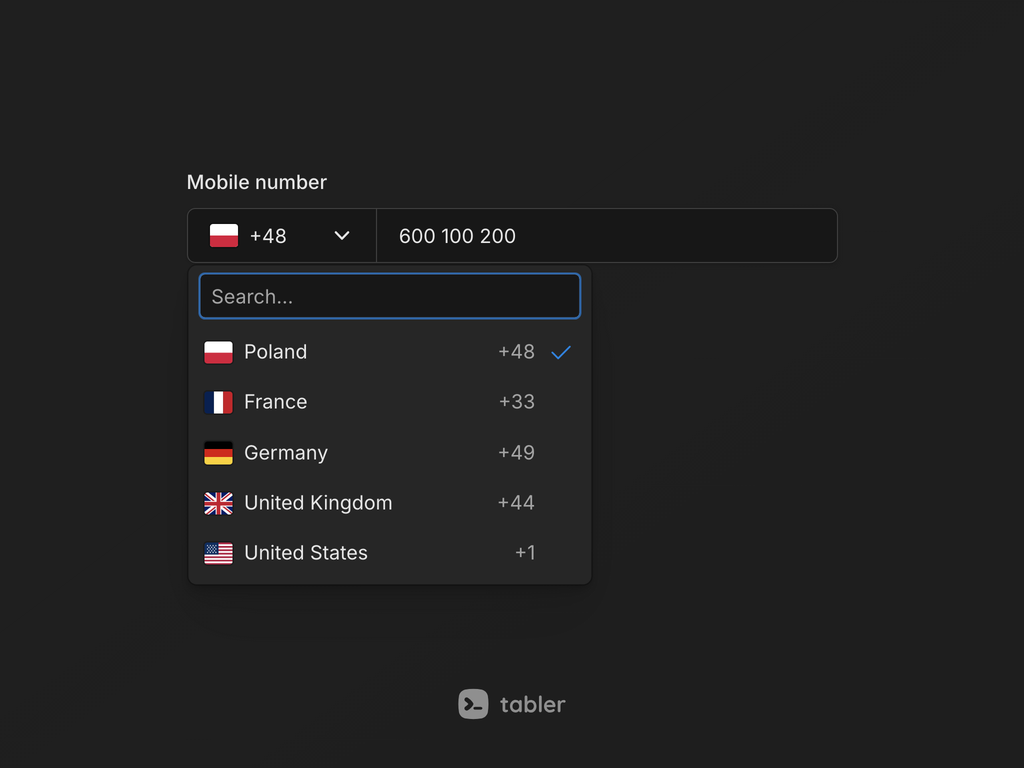 Mobile number
+48 600 100 200
Search...
Poland +48
France +33
Germany +49
United Kingdom +44
United States +1
tabler